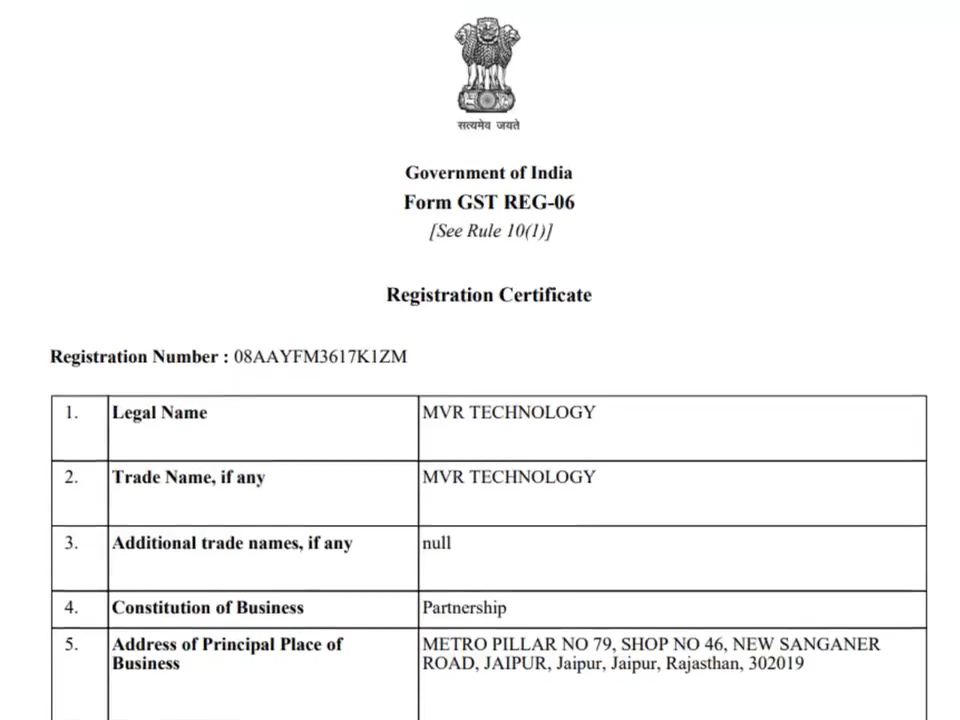 सत्यमेव जयते
Government of India
Form GST REG-06
[See Rule 10(1)]
Registration Certificate
Registration Number : 08AAYFM3617K1ZM
1. Legal Name MVR TECHNOLOGY
2. Trade Name, if any MVR TECHNOLOGY
3. Additional trade names, if any null
4. Constitution of Business Partnership
5. Address of Principal Place of METRO PILLAR NO 79, SHOP NO 46, NEW SANGANER
Business ROAD, JAIPUR, Jaipur, Jaipur, Rajasthan, 302019